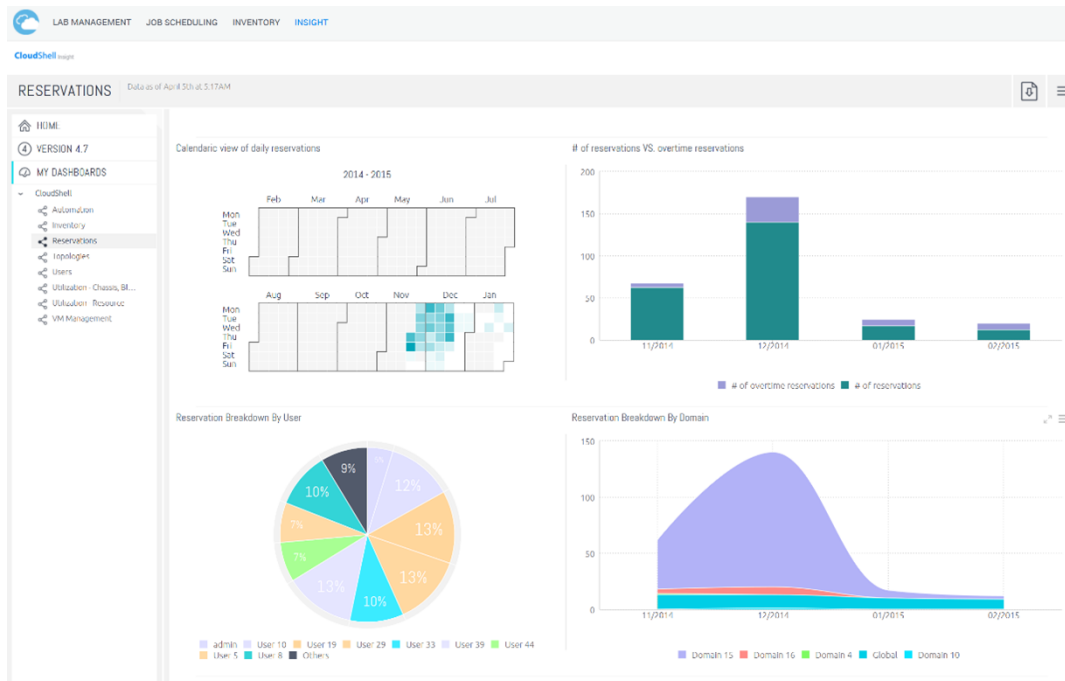 LAB MANAGEMENT JOB SCHEDULING INVENTORY INSIGHT
CloudShell Insight
RESERVATIONS Data as of April 5th at 5:17AM
HOME
4 VERSION 4.7
MY DASHBOARDS
CloudShell
Automation
Inventory
Reservations
Topologies
Users
Utilization - Chassis, Bl...
Utilization - Resource
VM Management
Calendaric view of daily reservations
2014 - 2015
Feb Mar Apr May Jun Jul
Mon
Tue
Wed
Thu
Fri
Sat
Sun
Aug Sep Oct Nov Dec Jan
Mon
Tue
Wed
Thu
Fri
Sat
Sun
# of reservations VS. overtime reservations
200
150
100
50
0
11/2014 12/2014 01/2015 02/2015
# of overtime reservations # of reservations
Reservation Breakdown By User
9%
12%
10%
13%
7%
7%
13%
13%
10%
admin User 10 User 19 User 29 User 33 User 39 User 44
User 5 User 8 Others
Reservation Breakdown By Domain
150
100
50
0
11/2014 12/2014 01/2015 02/2015
Domain 15 Domain 16 Domain 4 Global Domain 10